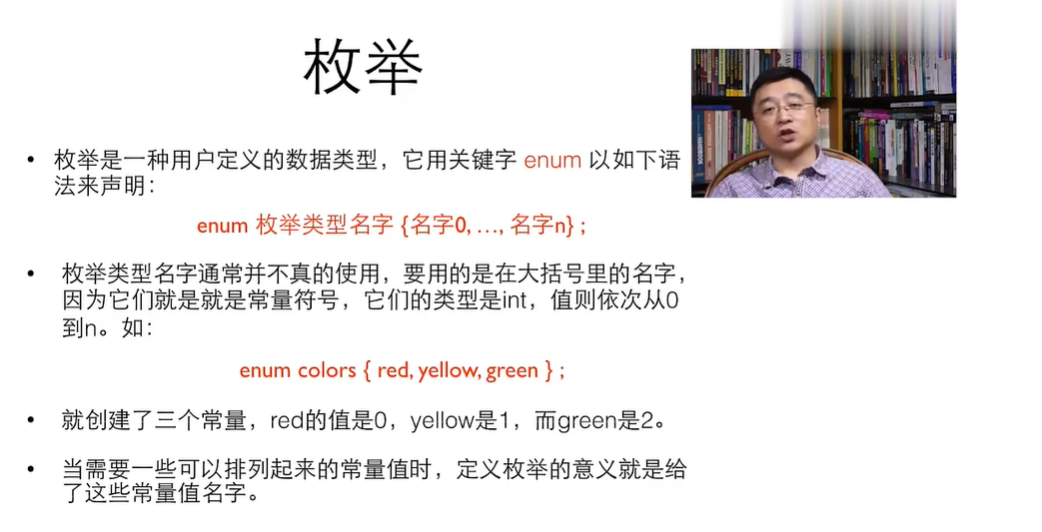 枚举
• 枚举是一种用户定义的数据类型，它用关键字 enum 以如下语
法来声明：
enum 枚举类型名字 {名字0, …, 名字n} ;
• 枚举类型名字通常并不真的使用，要用的是在大括号里的名字，
因为它们就是就是常量符号，它们的类型是int，值则依次从0
到n。如：
enum colors { red, yellow, green } ;
• 就创建了三个常量，red的值是0，yellow是1，而green是2。
• 当需要一些可以排列起来的常量值时，定义枚举的意义就是给
了这些常量值名字。